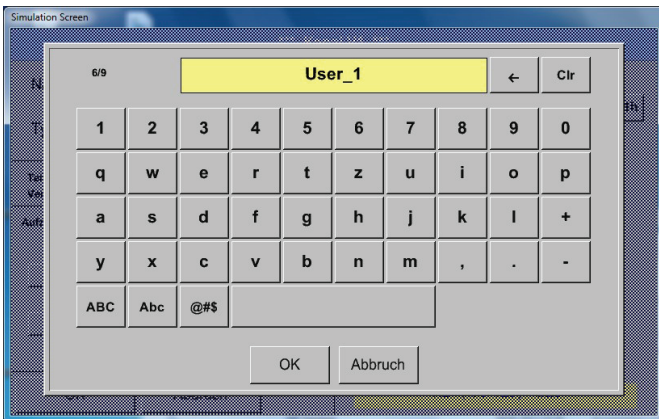 Simulation Screen
6/9 User_1 ← Clr
1 2 3 4 5 6 7 8 9 0
q w e r t z u i o p
a s d f g h j k l +
y x c v b n m , . -
ABC Abc @#$
OK Abbruch